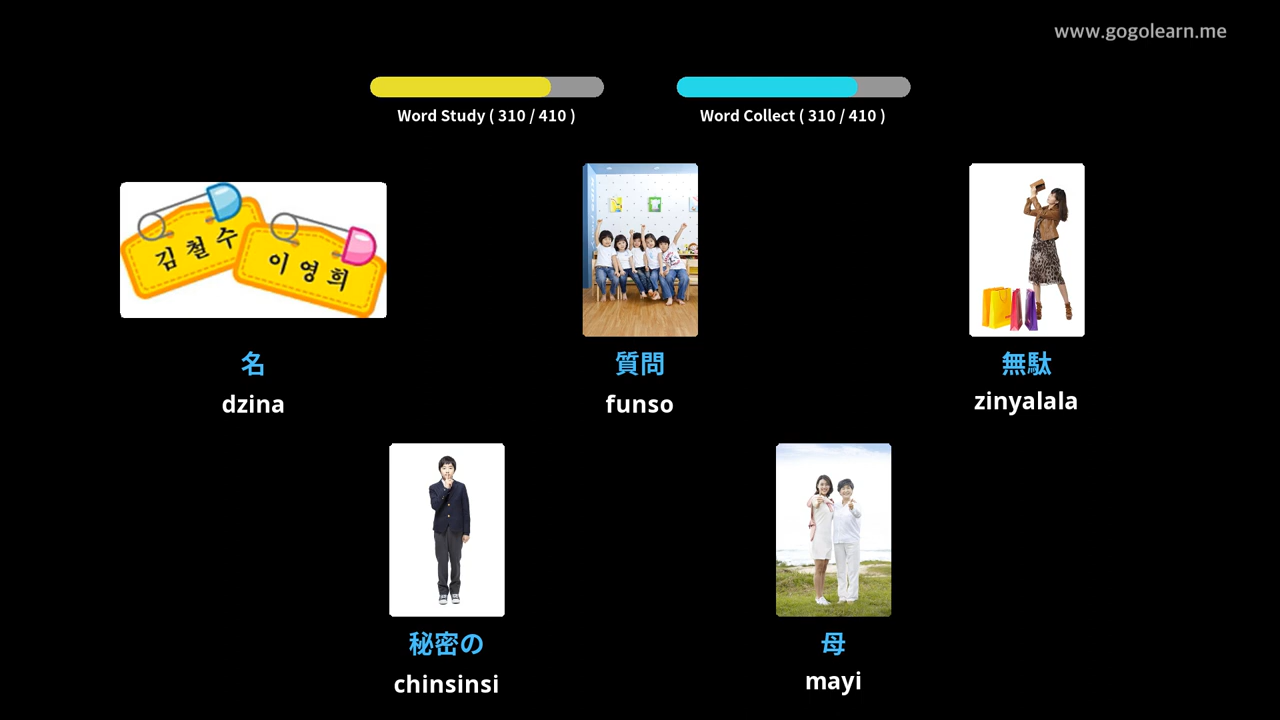 www.gogolearn.me
Word Study ( 310 / 410 )
Word Collect ( 310 / 410 )
김철수
이영희
名
dzina
質問
funso
無駄
zinyalala
秘密の
chinsinsi
母
mayi